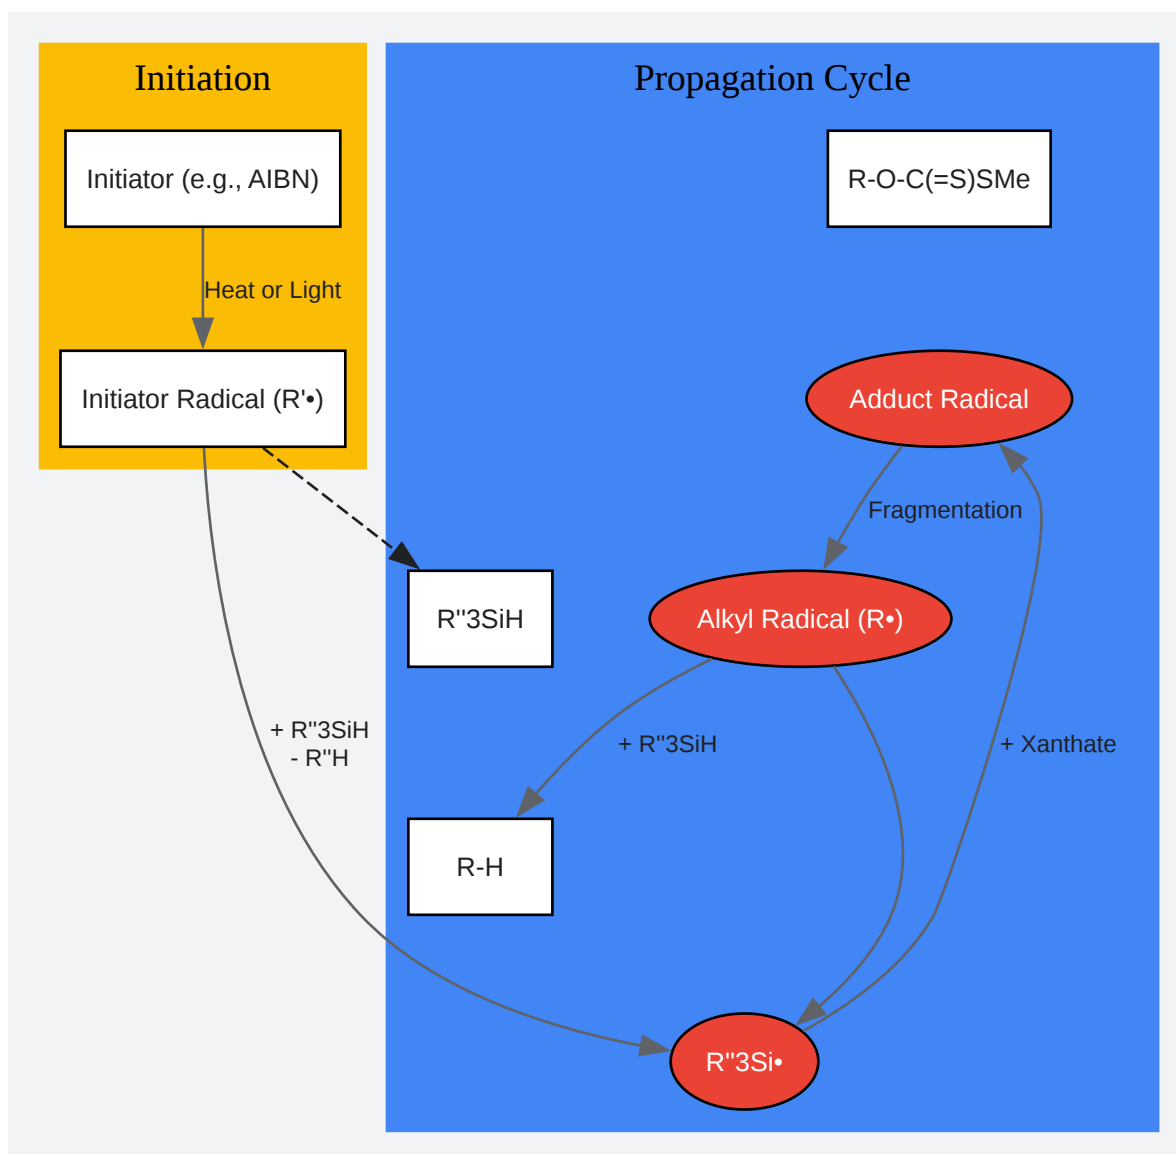 Initiation
Propagation Cycle
Initiator (e.g., AIBN)
R-O-C(=S)SMe
Heat or Light
Initiator Radical (R'•)
Adduct Radical
Fragmentation
R''3SiH
Alkyl Radical (R•)
+ R''3SiH
- R''H
+ R''3SiH
+ Xanthate
R-H
R''3Si•